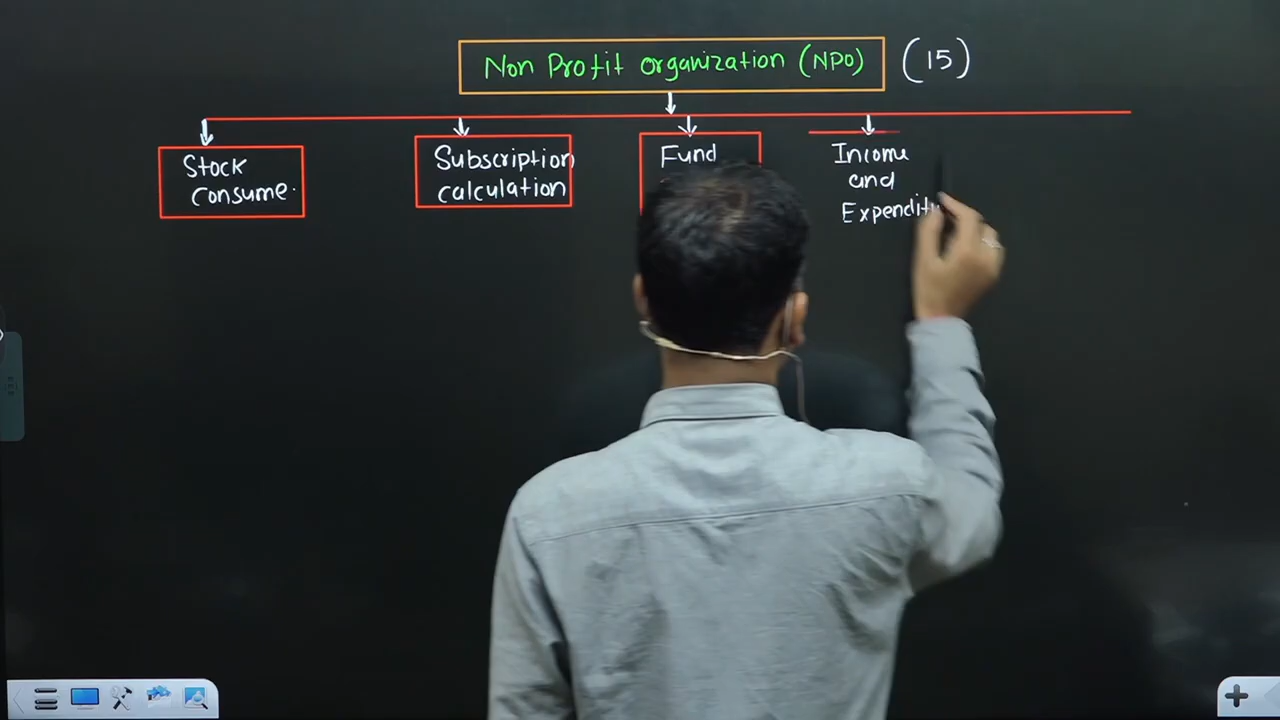 Non Profit organization (NPO) (15)
Stock
Consume.
Subscription
calculation
Fund
Income
and